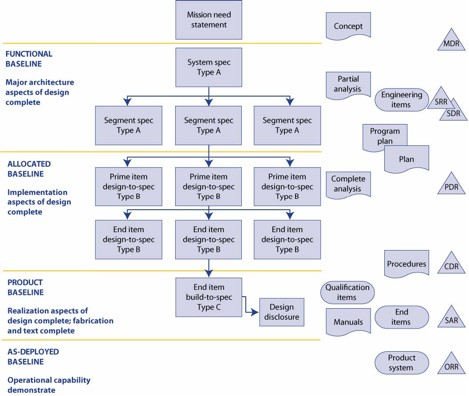 Mission need
statement
Concept
MDR
FUNCTIONAL
BASELINE
Major architecture
aspects of design
complete
System spec
Type A
Partial
analysis
Engineering
items
SRR
SDR
Segment spec
Type A
Segment spec
Type A
Segment spec
Type A
Program
plan
Plan
ALLOCATED
BASELINE
Implementation
aspects of design
complete
Prime item
design-to-spec
Type B
Prime item
design-to-spec
Type B
Prime item
design-to-spec
Type B
Complete
analysis
PDR
End item
design-to-spec
Type B
End item
design-to-spec
Type B
End item
design-to-spec
Type B
Procedures
CDR
PRODUCT
BASELINE
Realization aspects of
design complete; fabrication
and text complete
End item
build-to-spec
Type C
Design
disclosure
Qualification
items
Manuals
End
items
SAR
AS-DEPLOYED
BASELINE
Operational capability
demonstrate
Product
system
ORR